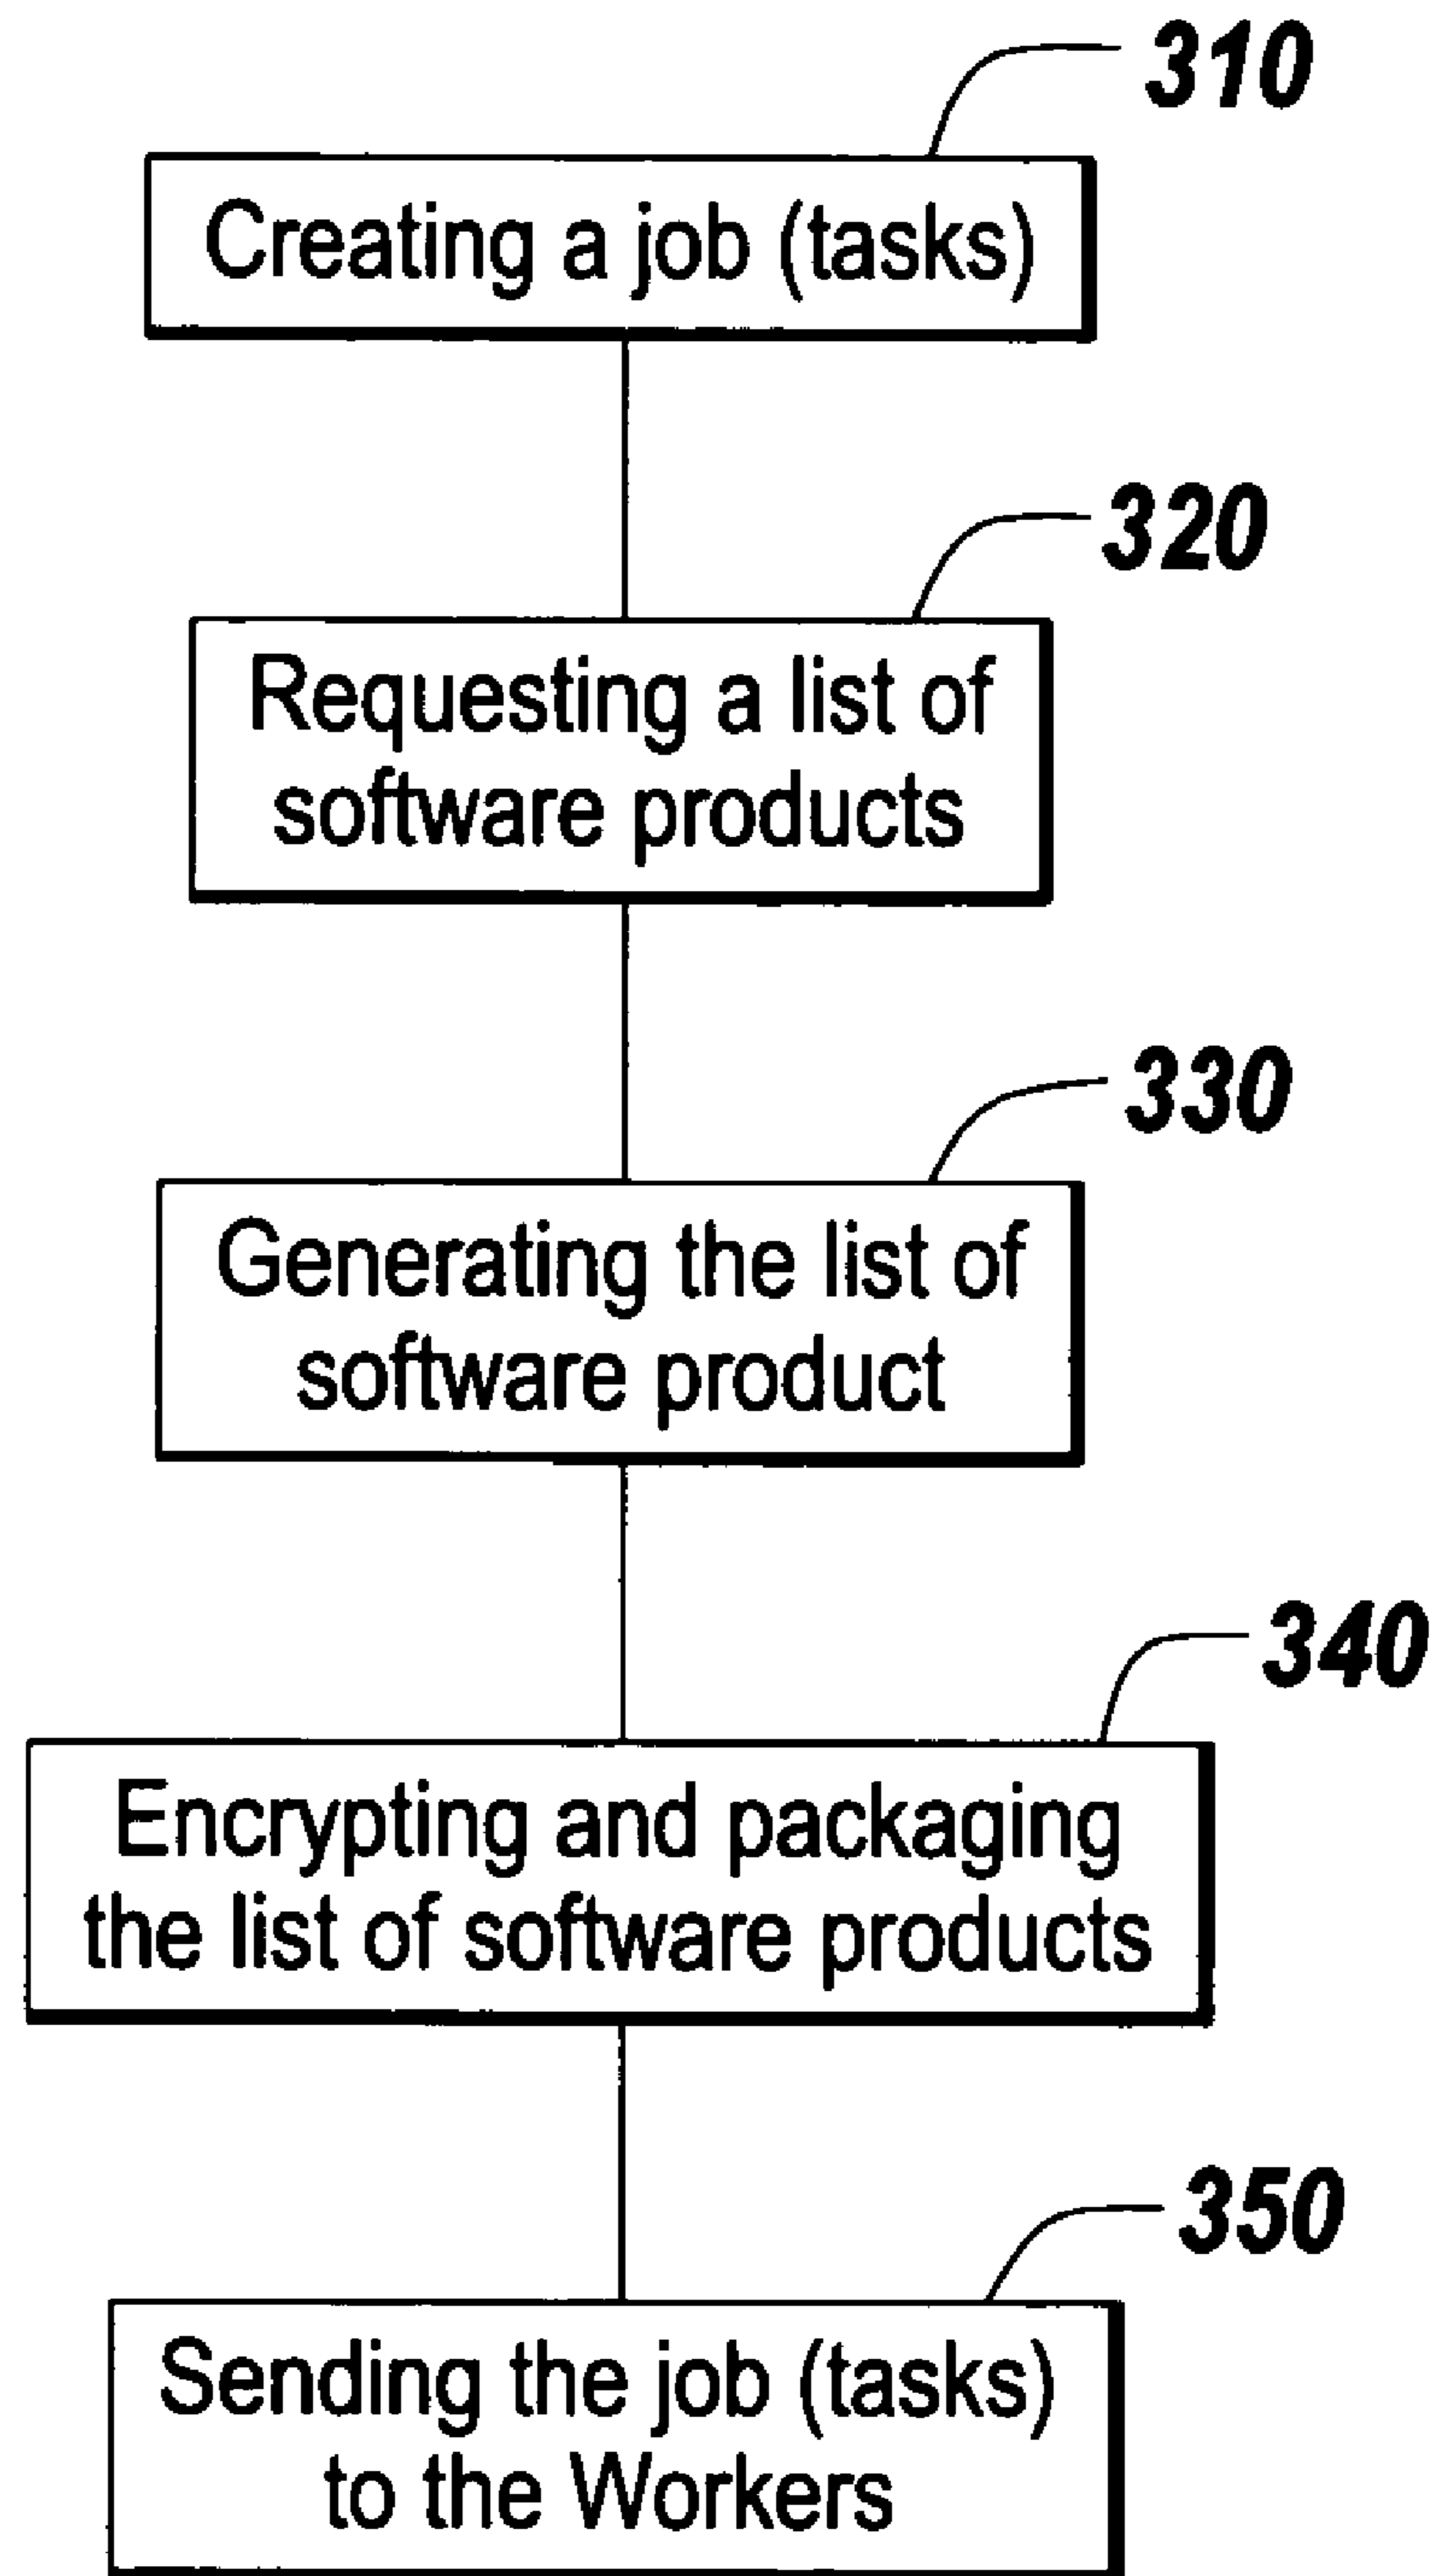 310
Creating a job (tasks)
320
Requesting a list of
software products
330
Generating the list of
software product
340
Encrypting and packaging
the list of software products
350
Sending the job (tasks)
to the Workers